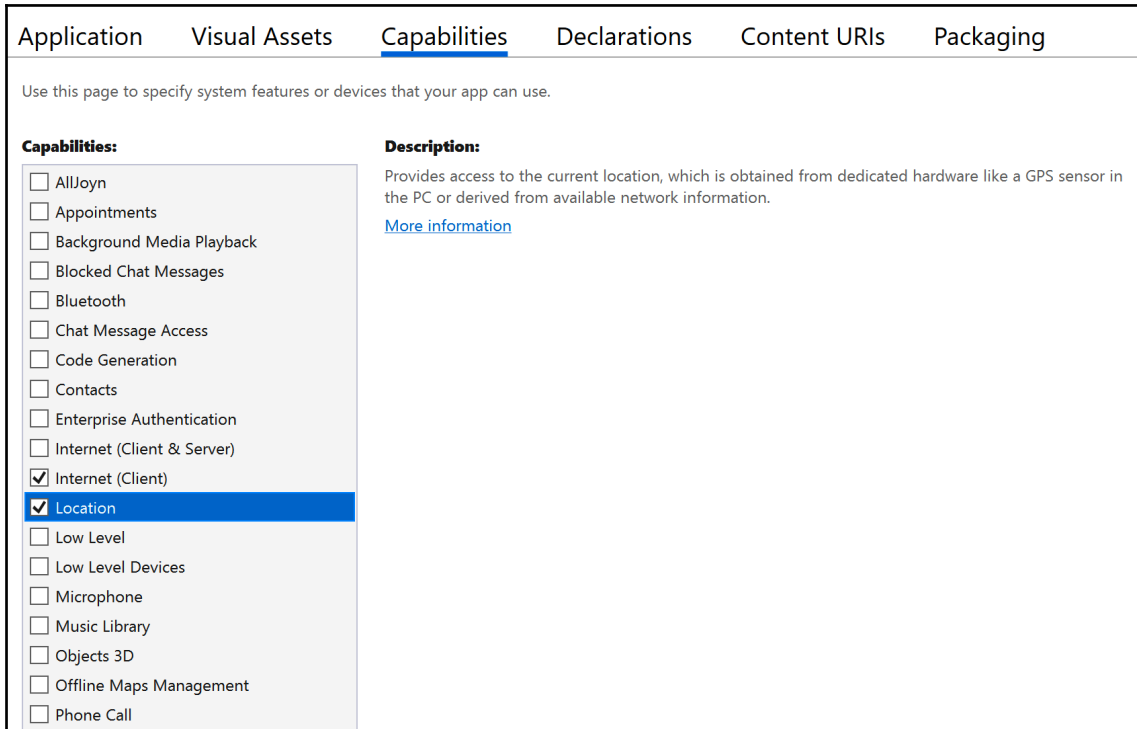 Application Visual Assets Capabilities Declarations Content URIs Packaging
Use this page to specify system features or devices that your app can use.
Capabilities:
AllJoyn
Appointments
Background Media Playback
Blocked Chat Messages
Bluetooth
Chat Message Access
Code Generation
Contacts
Enterprise Authentication
Internet (Client & Server)
Internet (Client)
Location
Low Level
Low Level Devices
Microphone
Music Library
Objects 3D
Offline Maps Management
Phone Call
Description:
Provides access to the current location, which is obtained from dedicated hardware like a GPS sensor in
the PC or derived from available network information.
More information